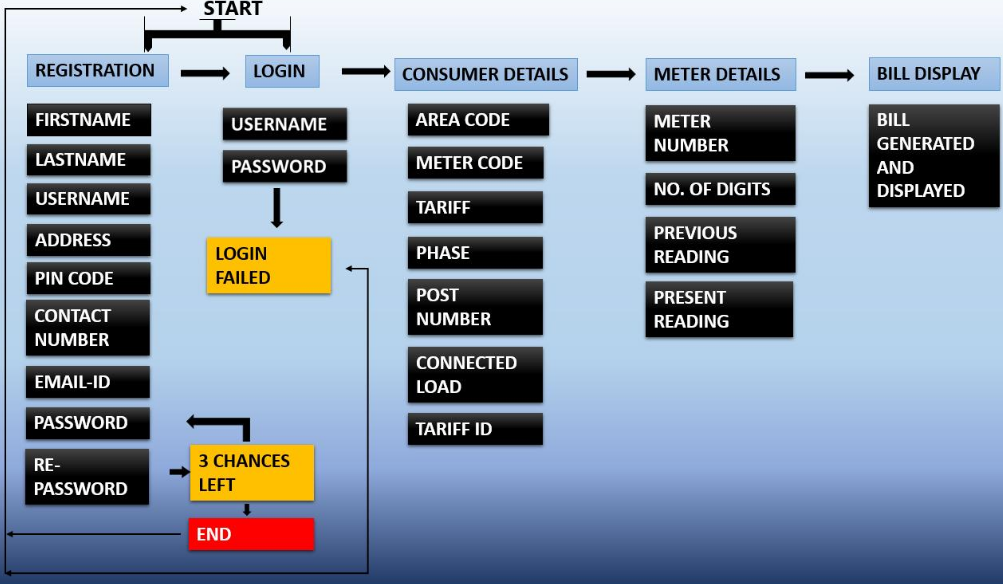 START
REGISTRATION
LOGIN
CONSUMER DETAILS
METER DETAILS
BILL DISPLAY
FIRSTNAME
LASTNAME
USERNAME
ADDRESS
PIN CODE
CONTACT
NUMBER
EMAIL-ID
PASSWORD
RE-
PASSWORD
USERNAME
PASSWORD
LOGIN
FAILED
3 CHANCES
LEFT
END
AREA CODE
METER CODE
TARIFF
PHASE
POST
NUMBER
CONNECTED
LOAD
TARIFF ID
METER
NUMBER
NO. OF DIGITS
PREVIOUS
READING
PRESENT
READING
BILL
GENERATED
AND
DISPLAYED